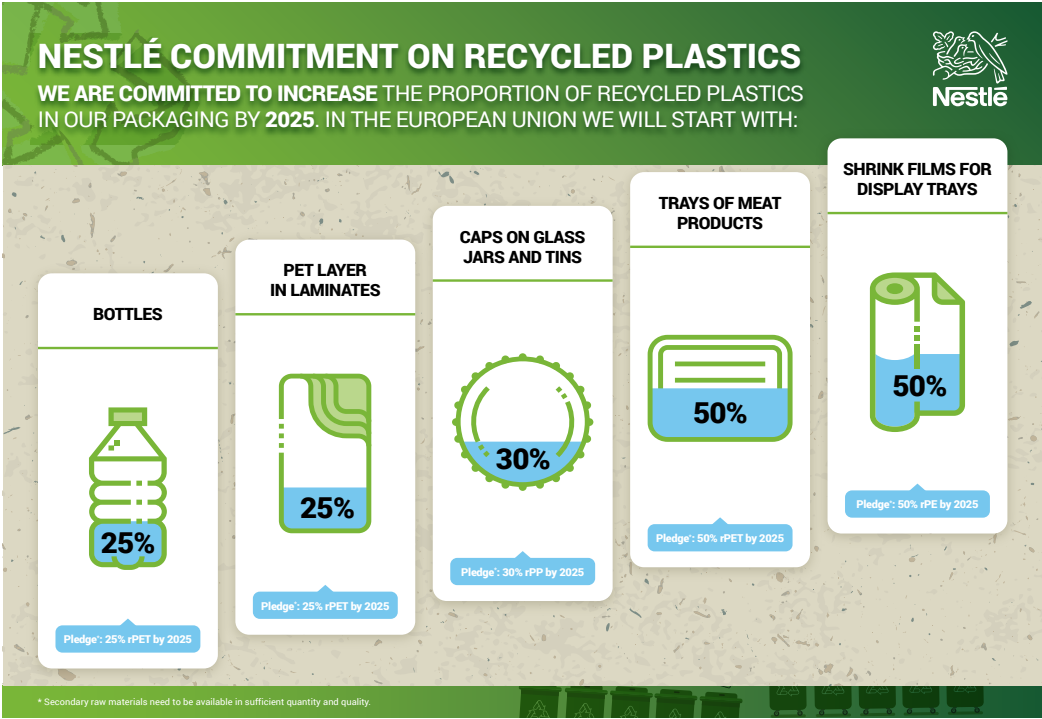 NESTLÉ COMMITMENT ON RECYCLED PLASTICS
WE ARE COMMITTED TO INCREASE THE PROPORTION OF RECYCLED PLASTICS
IN OUR PACKAGING BY 2025. IN THE EUROPEAN UNION WE WILL START WITH:
Nestlé
BOTTLES
25%
Pledge*: 25% rPET by 2025
PET LAYER
IN LAMINATES
25%
Pledge*: 25% rPET by 2025
CAPS ON GLASS
JARS AND TINS
30%
Pledge*: 30% rPP by 2025
TRAYS OF MEAT
PRODUCTS
50%
Pledge*: 50% rPET by 2025
SHRINK FILMS FOR
DISPLAY TRAYS
50%
Pledge*: 50% rPE by 2025
* Secondary raw materials need to be available in sufficient quantity and quality.